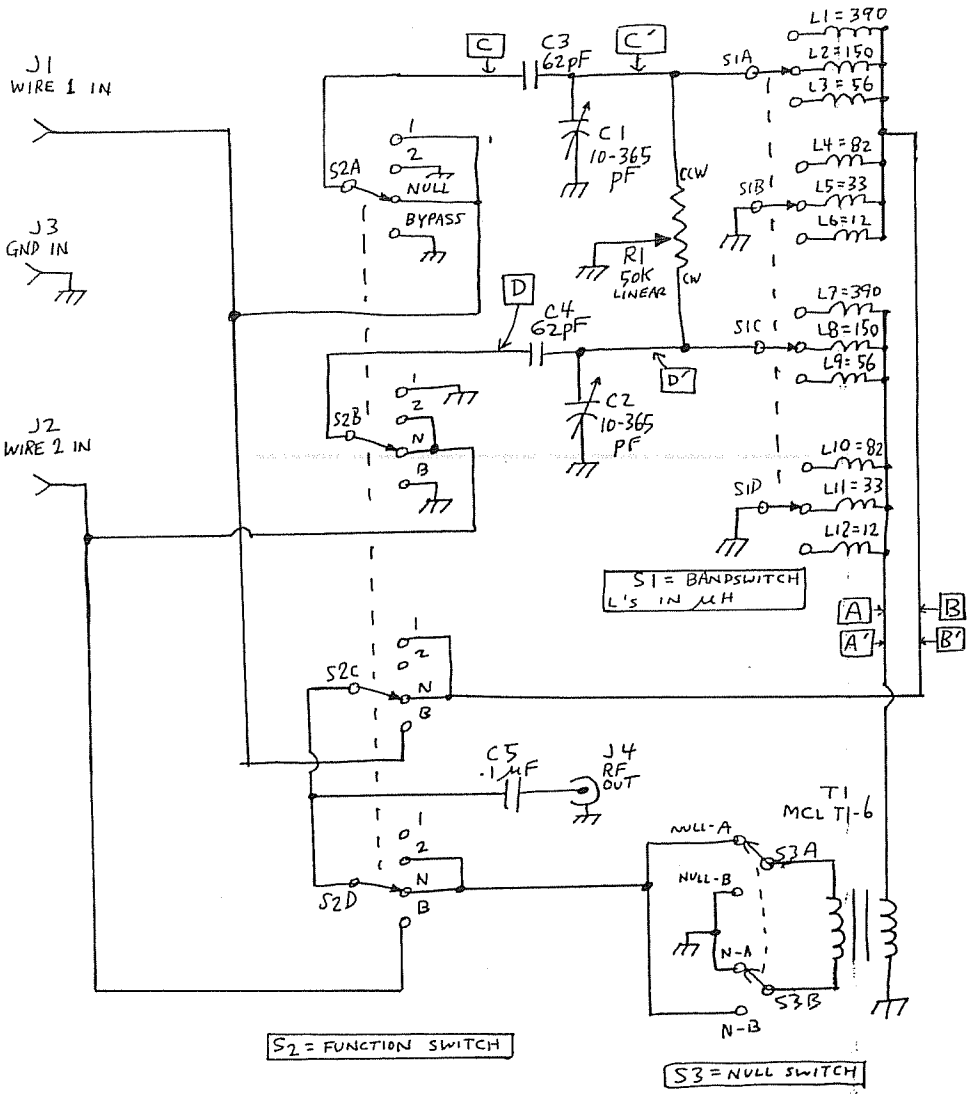 J1
WIRE 1 IN
J3
GND IN
J2
WIRE 2 IN
C
C3
62pF
C'
S1A
L1=390
L2=150
L3=56
1
2
NULL
BYPASS
S2A
C1
10-365
pF
CCW
R1
50K
LINEAR
CW
S1B
L4=82
L5=33
L6=12
D
C4
62pF
D'
S1C
L7=390
L8=150
L9=56
1
2
N
B
S2B
C2
10-365
pF
S1D
L10=82
L11=33
L12=12
S1 = BANDSWITCH
L's IN μH
A
B
A'
B'
1
2
S2C
N
B
C5
.1 μF
J4
RF
OUT
1
2
N
S2D
B
T1
MCL T1-6
NULL-A
S3A
NULL-B
N-A
S3B
N-B
S2 = FUNCTION SWITCH
S3 = NULL SWITCH